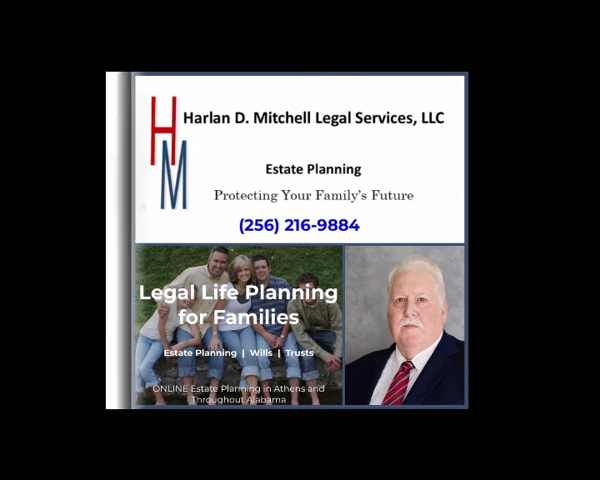 HM
Harlan D. Mitchell Legal Services, LLC
Estate Planning
Protecting Your Family's Future
(256) 216-9884
Legal Life Planning
for Families
Estate Planning | Wills | Trusts
ONLINE Estate Planning in Athens and
Throughout Alabama